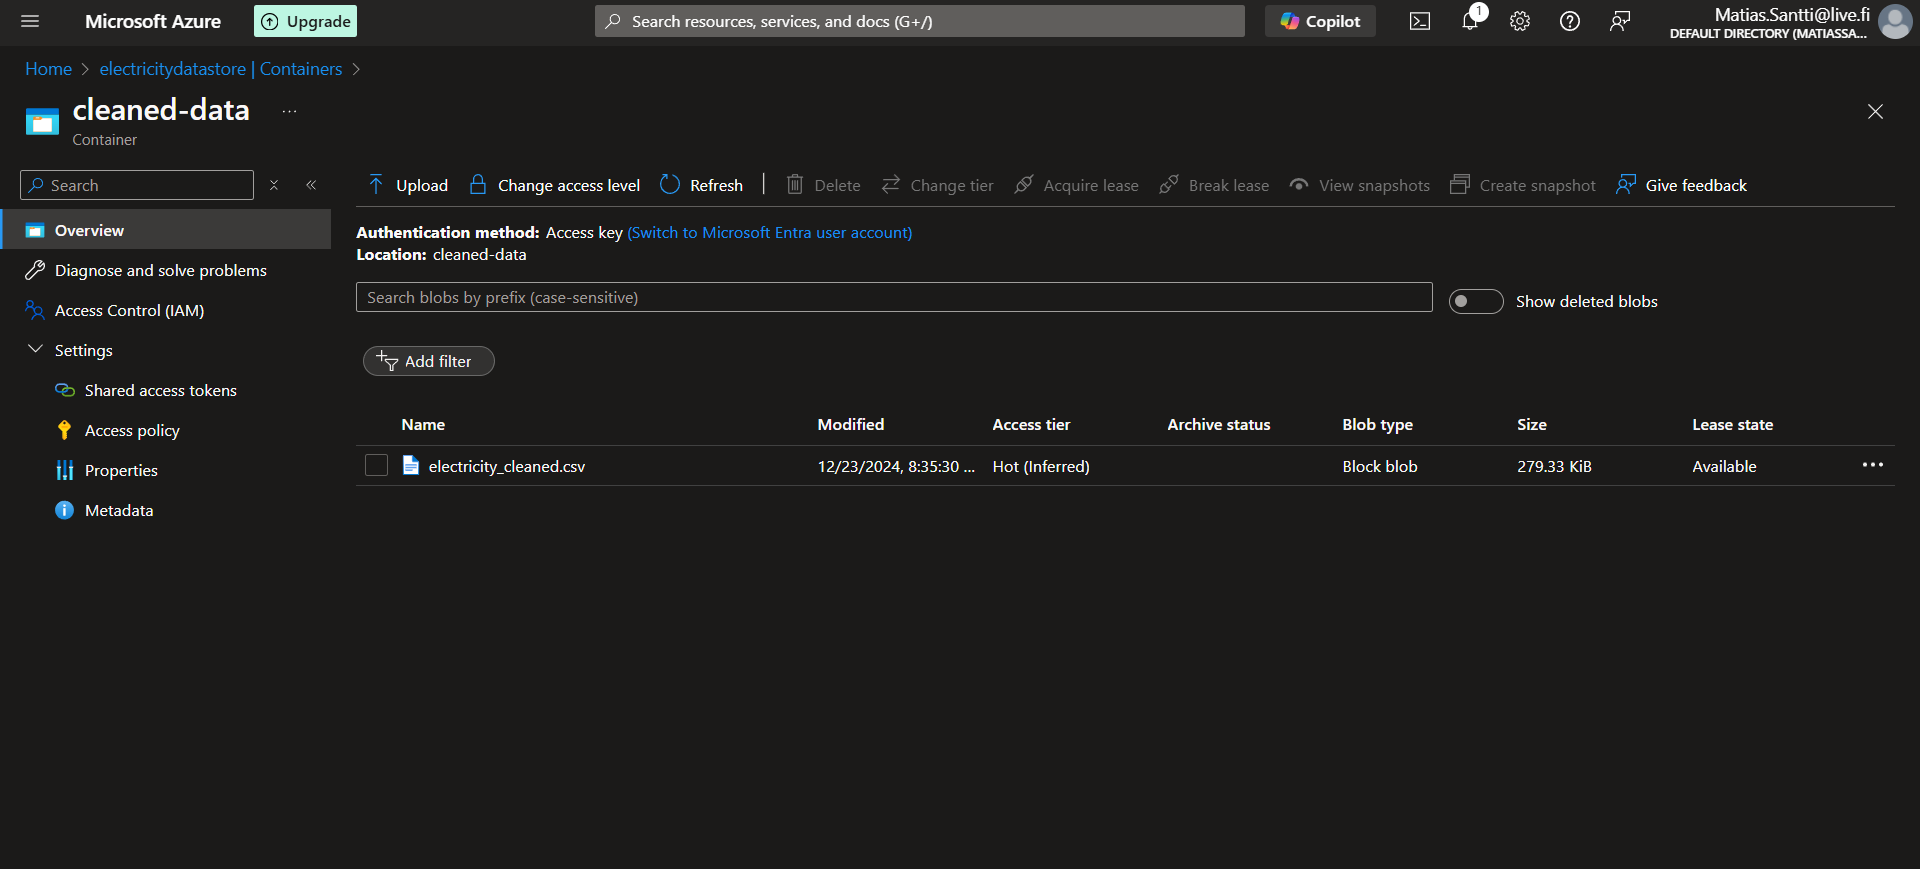 Microsoft Azure
Upgrade
Search resources, services, and docs (G+/)
Copilot
1
Matias.Santti@live.fi
DEFAULT DIRECTORY (MATIASSA...
Home > electricitydatastore | Containers >
cleaned-data ...
Container
Search
Overview
Diagnose and solve problems
Access Control (IAM)
Settings
Shared access tokens
Access policy
Properties
Metadata
Upload Change access level Refresh | Delete Change tier Acquire lease Break lease View snapshots Create snapshot Give feedback
Authentication method: Access key (Switch to Microsoft Entra user account)
Location: cleaned-data
Search blobs by prefix (case-sensitive)
Show deleted blobs
Add filter
Name Modified Access tier Archive status Blob type Size Lease state
electricity_cleaned.csv 12/23/2024, 8:35:30 ... Hot (Inferred) Block blob 279.33 KiB Available